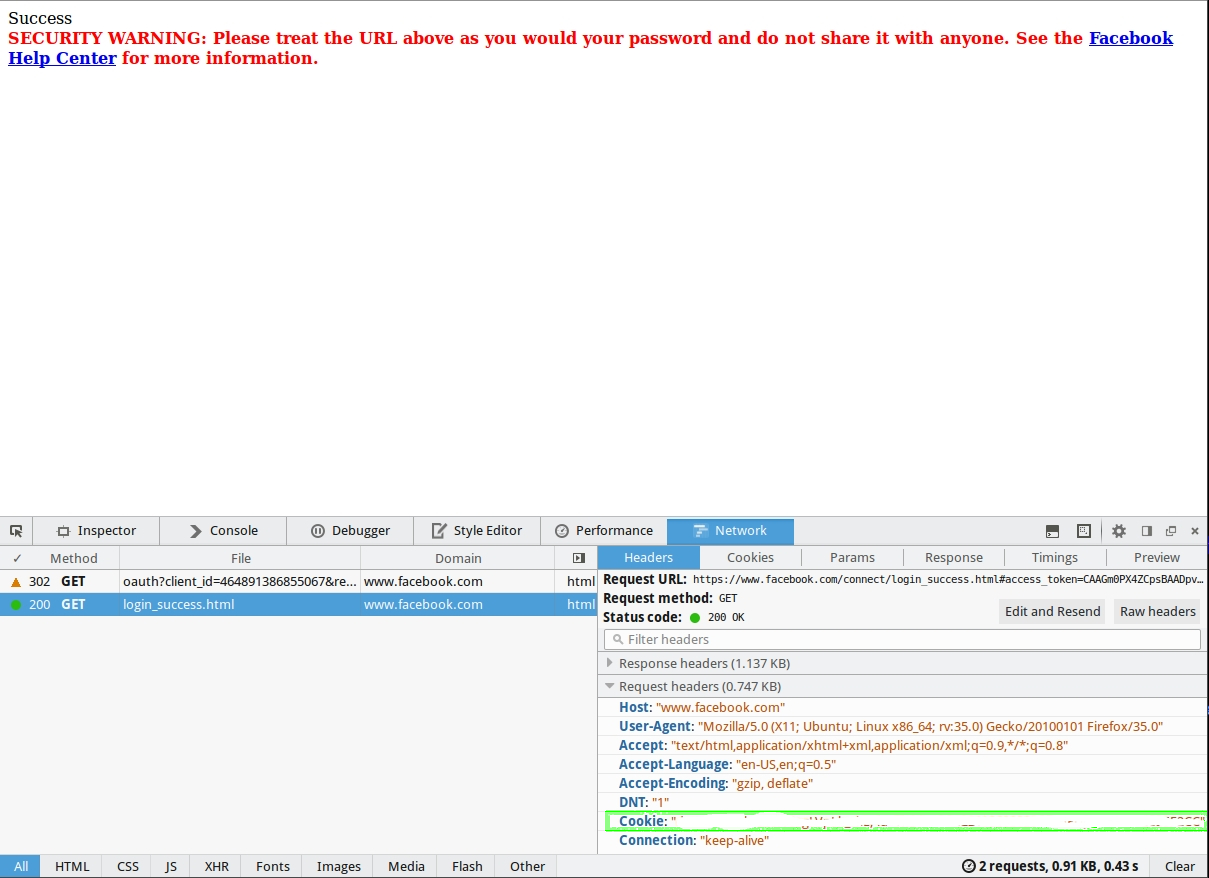 Success
SECURITY WARNING: Please treat the URL above as you would your password and do not share it with anyone. See the Facebook
Help Center for more information.
Inspector Console Debugger Style Editor Performance Network
✓ Method File Domain
Headers Cookies Params Response Timings Preview
302 GET oauth?client_id=464891386855067&re... www.facebook.com html
200 GET login_success.html www.facebook.com html
Request URL: https://www.facebook.com/connect/login_success.html#access_token=CAAGm0PX4ZCpsBAADpv…
Request method: GET
Edit and Resend Raw headers
Status code: 200 OK
Filter headers
Response headers (1.137 KB)
Request headers (0.747 KB)
Host: "www.facebook.com"
User-Agent: "Mozilla/5.0 (X11; Ubuntu; Linux x86_64; rv:35.0) Gecko/20100101 Firefox/35.0"
Accept: "text/html,application/xhtml+xml,application/xml;q=0.9,*/*;q=0.8"
Accept-Language: "en-US,en;q=0.5"
Accept-Encoding: "gzip, deflate"
DNT: "1"
Cookie: "
Connection: "keep-alive"
All HTML CSS JS XHR Fonts Images Media Flash Other 2 requests, 0.91 KB, 0.43 s Clear